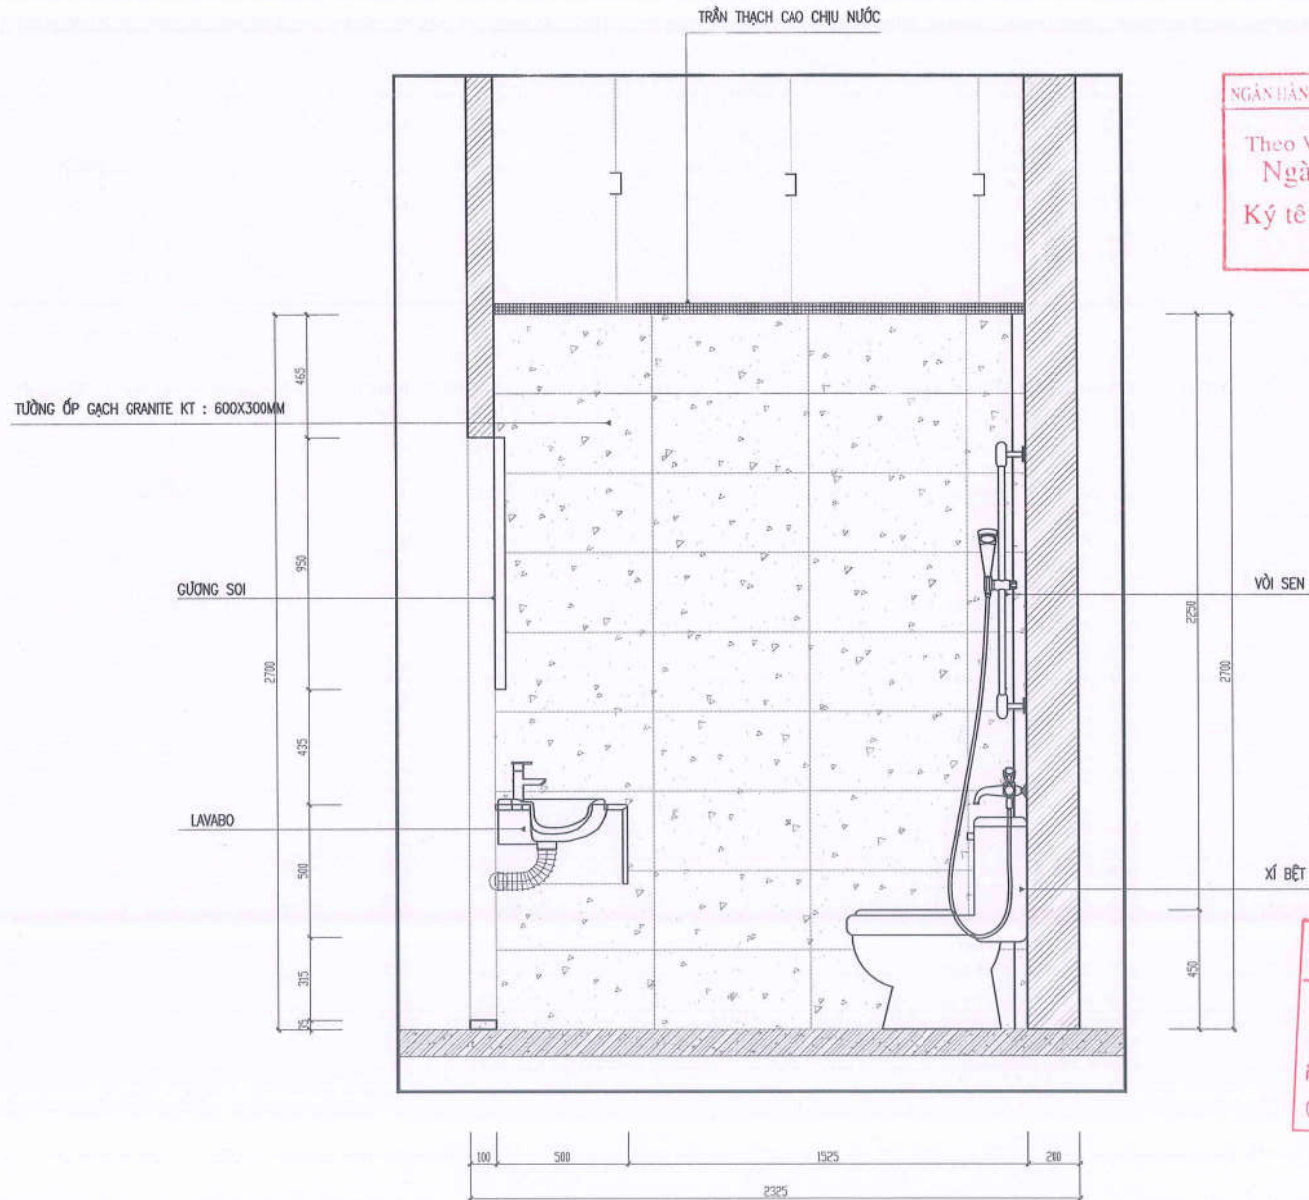 TRẦN THẠCH CAO CHỊU NƯỚC
NGÂN HÀN
Theo V
Ngà
Ký tê
TƯỜNG ỐP GẠCH GRANITE KT : 600X300MM
GƯƠNG SOI
LAVABO
VÒI SEN
XÍ BỆT
465
950
435
500
315
35
2700
2250
450
2700
100
500
1525
200
2325